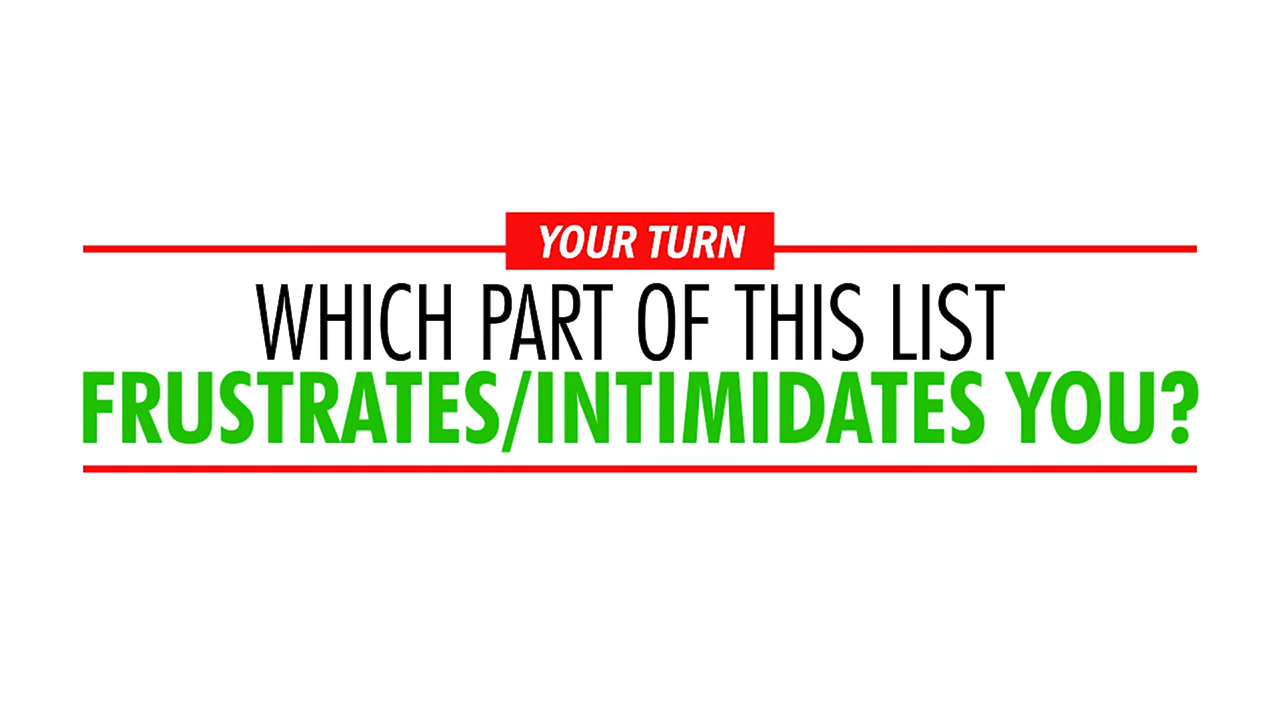 YOUR TURN
WHICH PART OF THIS LIST
FRUSTRATES/INTIMIDATES YOU?